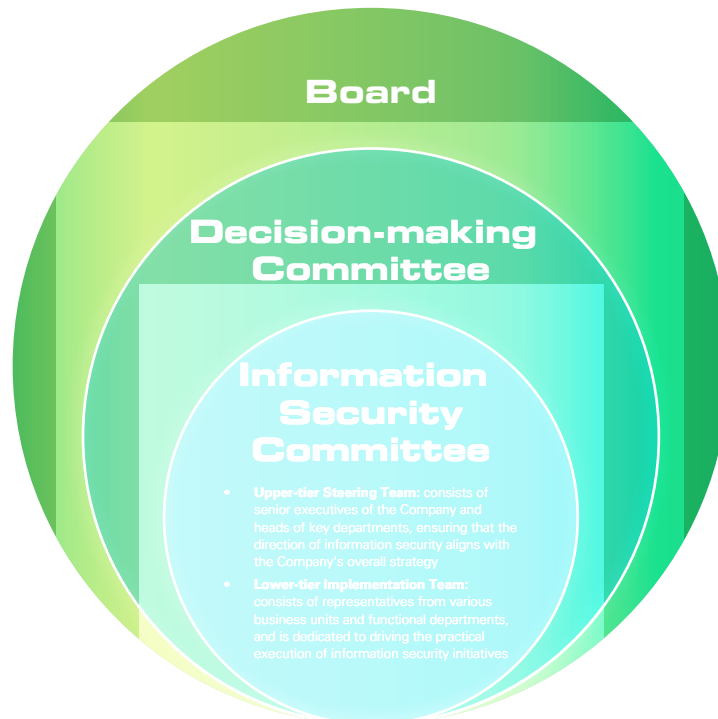 Board
Decision-making
Committee
Information
Security
Committee
• Upper-tier Steering Team: consists of
senior executives of the Company and
heads of key departments, ensuring that the
direction of information security aligns with
the Company's overall strategy
• Lower-tier Implementation Team:
consists of representatives from various
business units and functional departments,
and is dedicated to driving the practical
execution of information security initiatives